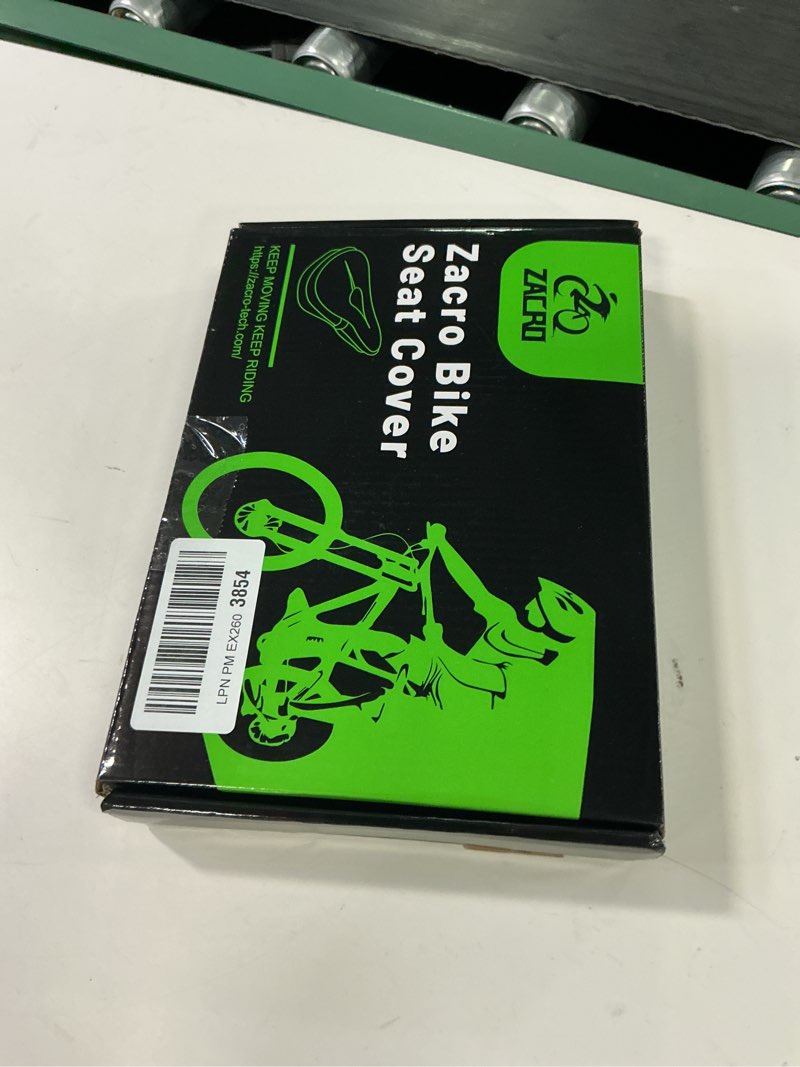 ZACRO
Zacro Bike
Seat Cover
KEEP MOVING KEEP RIDING
https://zacro-tech.com/
LPN PM EX260 3854